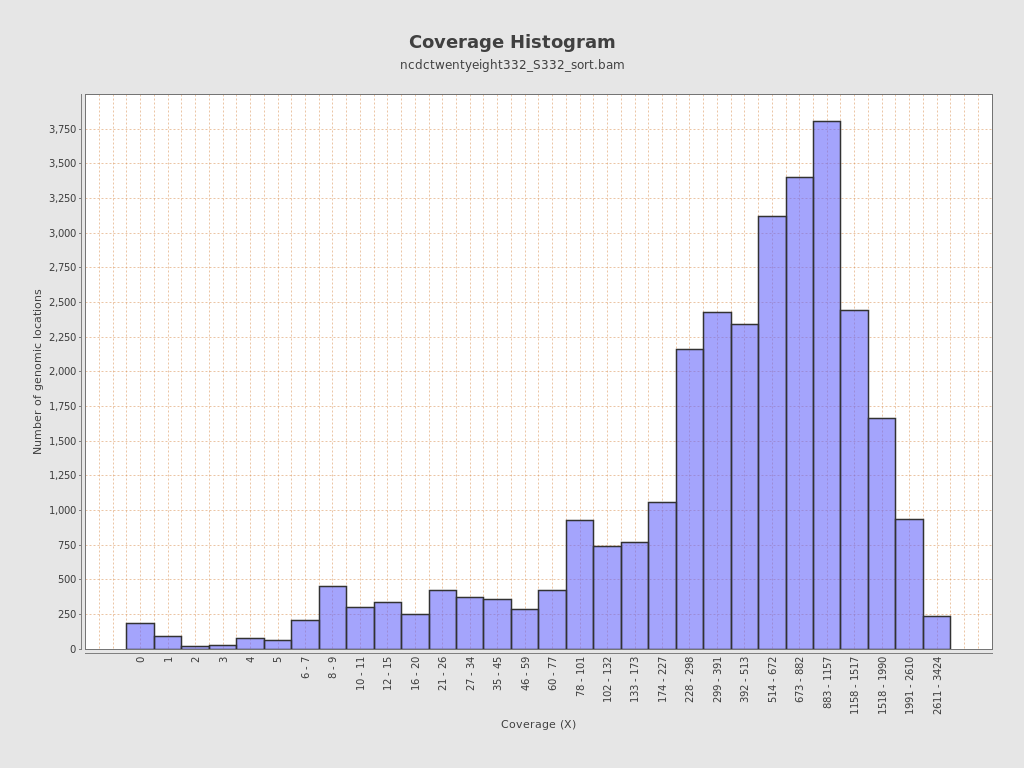 Coverage Histogram
ncdctwentyeight332_S332_sort.bam
Number of genomic locations
3,750
3,500
3,250
3,000
2,750
2,500
2,250
2,000
1,750
1,500
1,250
1,000
750
500
250
0
0
1
2
3
4
5
6 - 7
8 - 9
10 - 11
12 - 15
16 - 20
21 - 26
27 - 34
35 - 45
46 - 59
60 - 77
78 - 101
102 - 132
133 - 173
174 - 227
228 - 298
299 - 391
392 - 513
514 - 672
673 - 882
883 - 1157
1158 - 1517
1518 - 1990
1991 - 2610
2611 - 3424
Coverage (X)